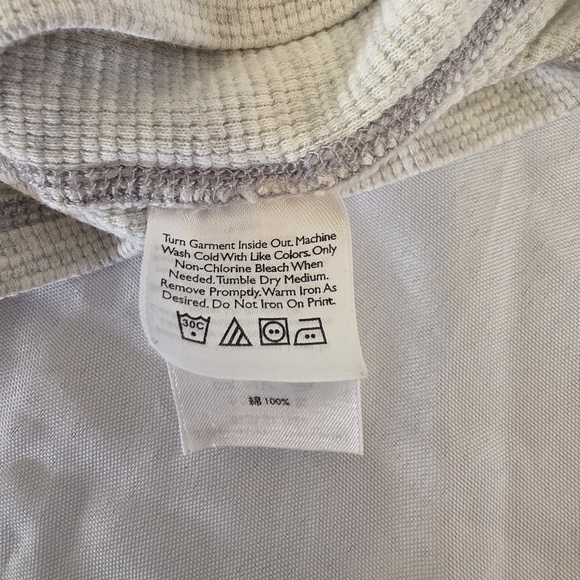 Turn Garment Inside Out. Machine
Wash Cold With Like Colors. Only
Non-Chlorine Bleach When
Needed. Tumble Dry Medium.
Remove Promptly. Warm Iron As
Desired. Do Not Iron On Print.
30C
綿 100%